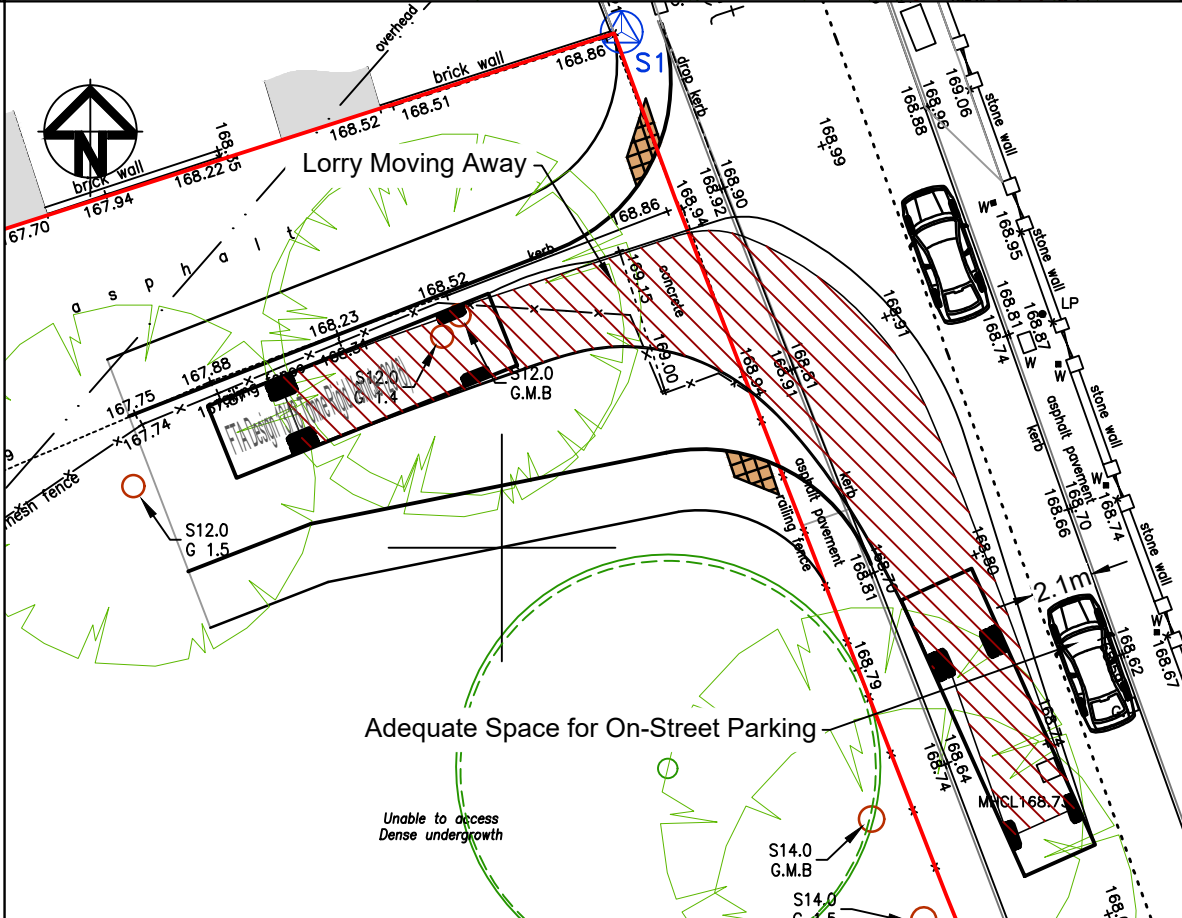 overhead
brick wall
168.86
S1
drop kerb
168.51
168.52
168.55
168.22
brick wall
167.94
167.70
N
Lorry Moving Away
168.88
168.96
169.06
stone wall
168.99
168.90
168.92
168.94
168.86
W
168.95
stone wall
asphalt
kerb
168.52
169.15
concrete
168.91
LP
168.81
168.74
168.87
W
W
168.23
167.88
169.00
168.94
168.91
168.81
S12.0
G 1.4
S12.0
G.M.B
167.75
167.74
stone wall
kerb
asphalt pavement
mesh fence
S12.0
G 1.5
asphalt pavement
kerb
railing fence
W
168.66
168.70
168.74
stone wall
168.80
168.70
168.81
2.1m
W
168.62
168.67
168.79
Adequate Space for On-Street Parking
168.74
168.64
168.74
Unable to access
Dense undergrowth
S14.0
G.M.B
S14.0